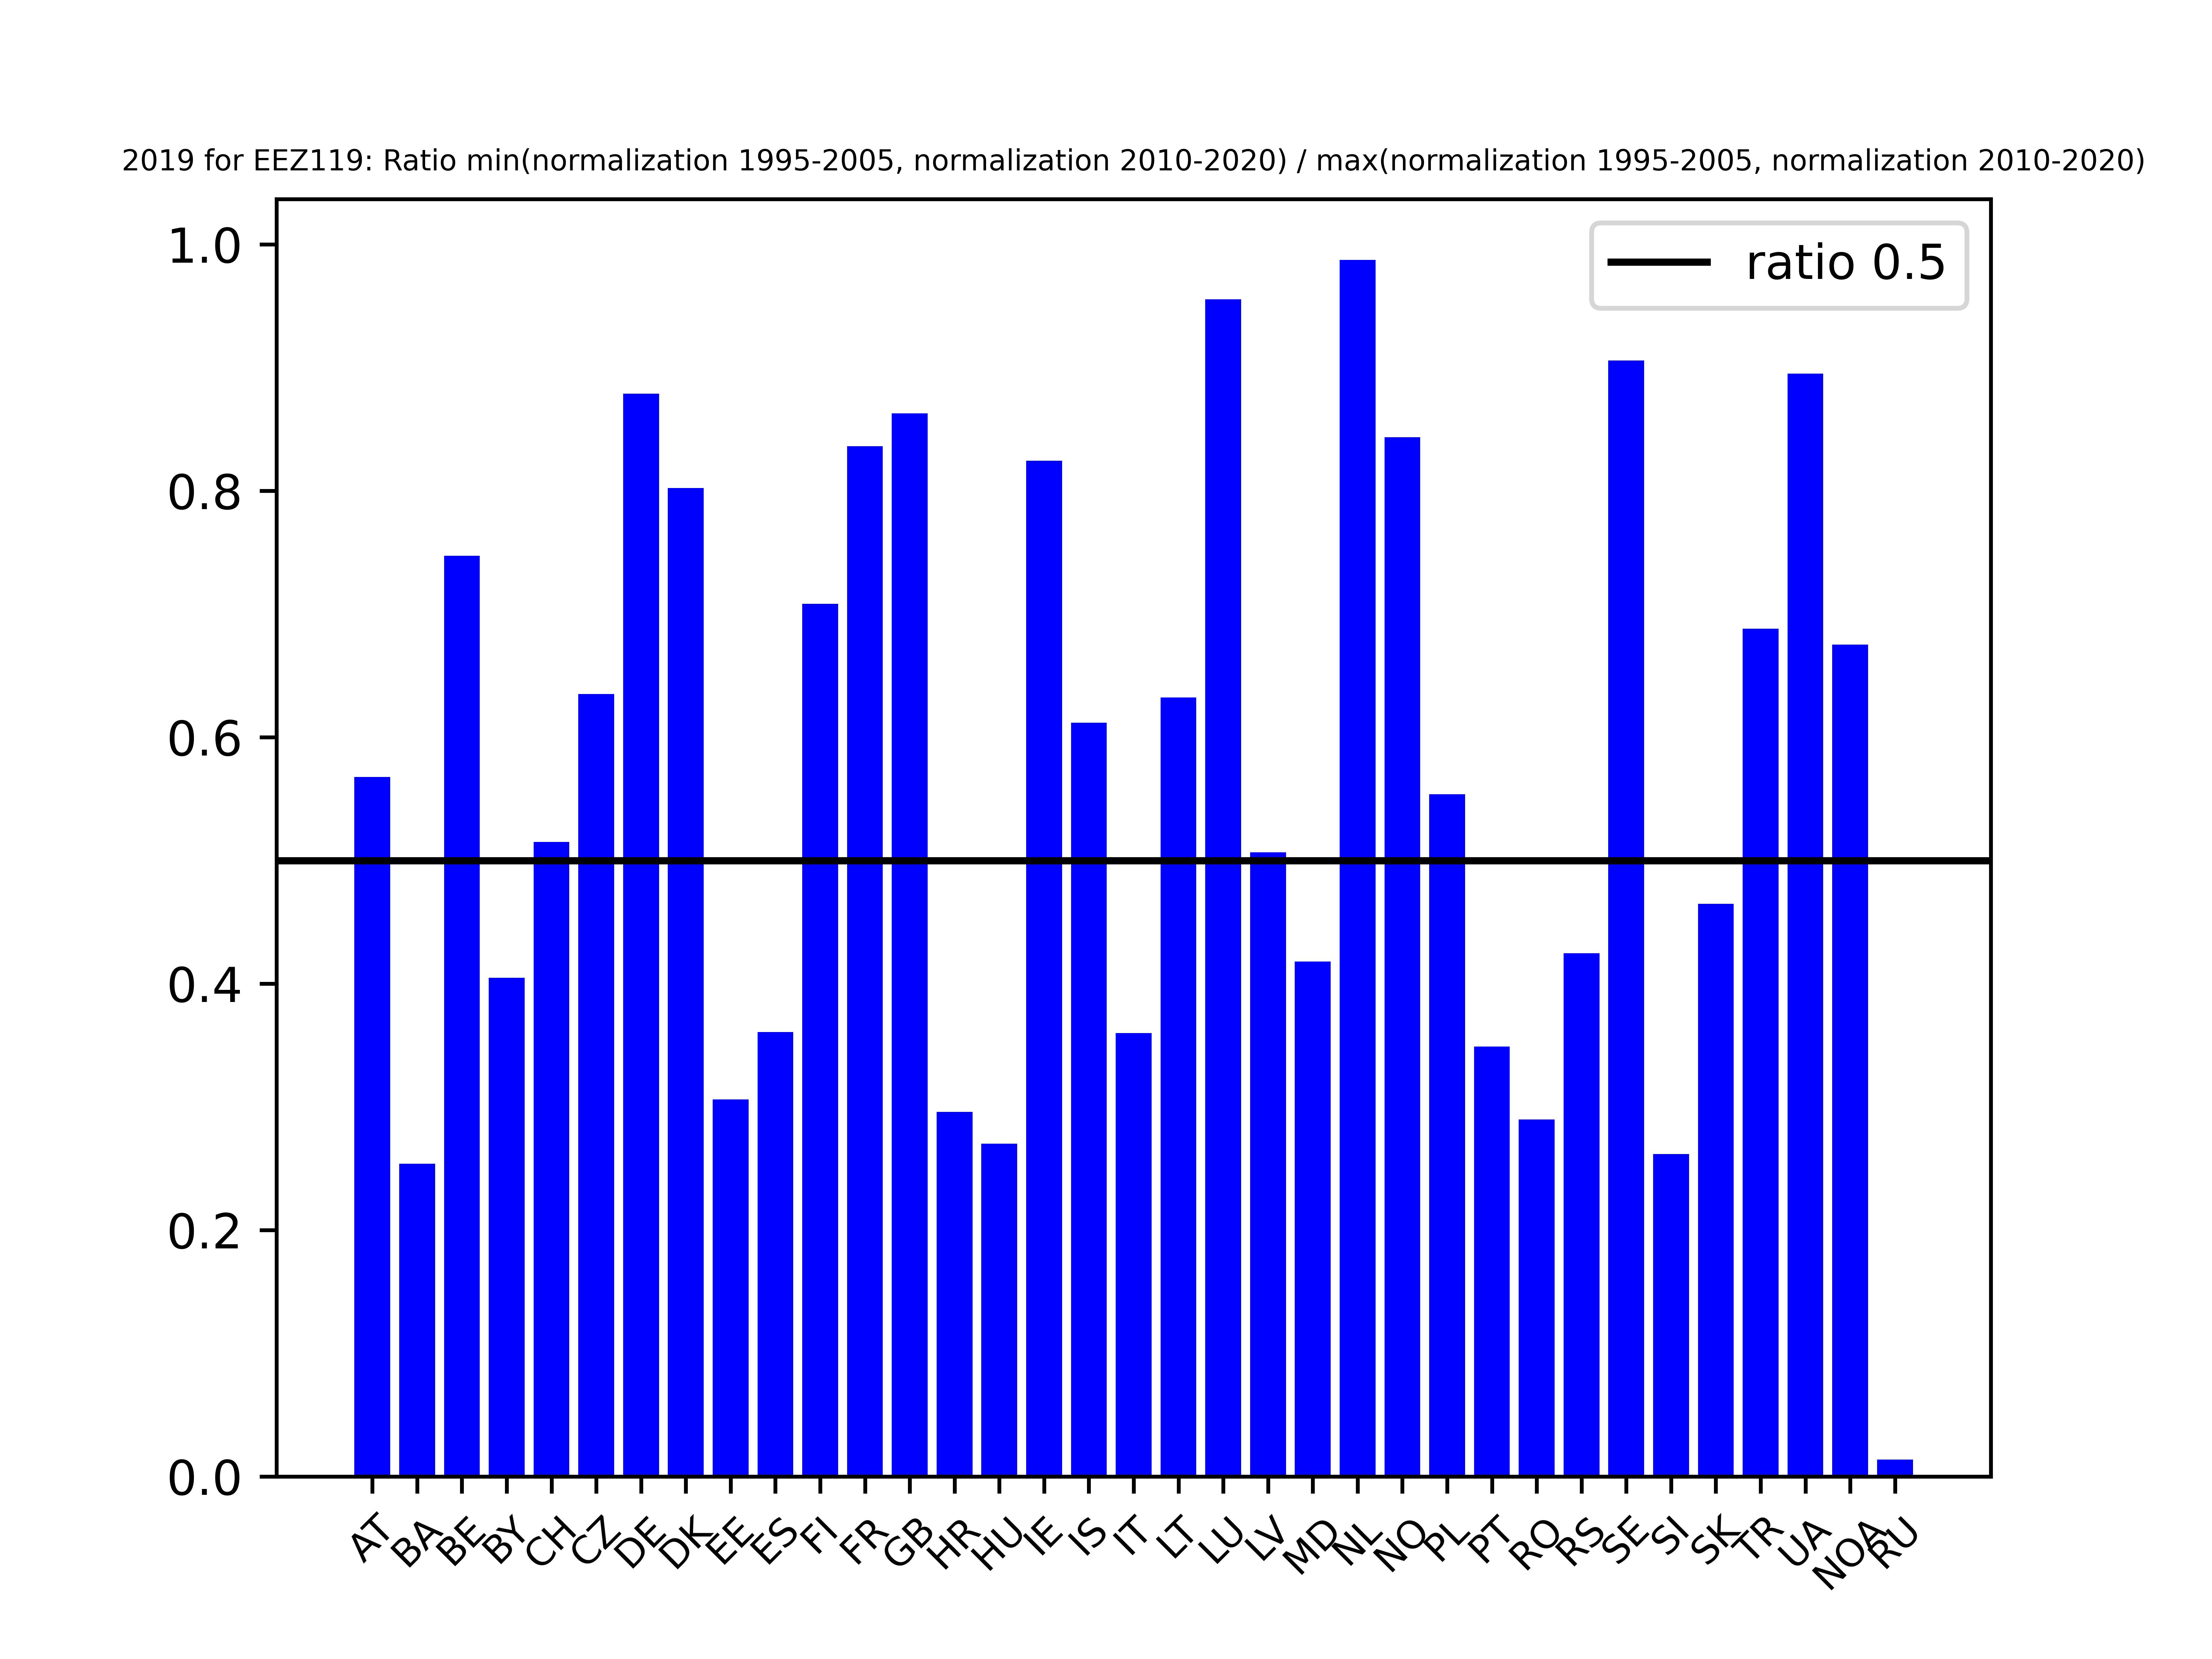 2019 for EEZ119: Ratio min(normalization 1995-2005, normalization 2010-2020) / max(normalization 1995-2005, normalization 2010-2020)
ratio 0.5
1.0
0.8
0.6
0.4
0.2
0.0
AT BA BE BY CH CZ DE DK EE ES FI FR GB HR HU IE IS IT LT LU LV MD NL NO PL PT RO RS SE SI SK TR UA NOA RU